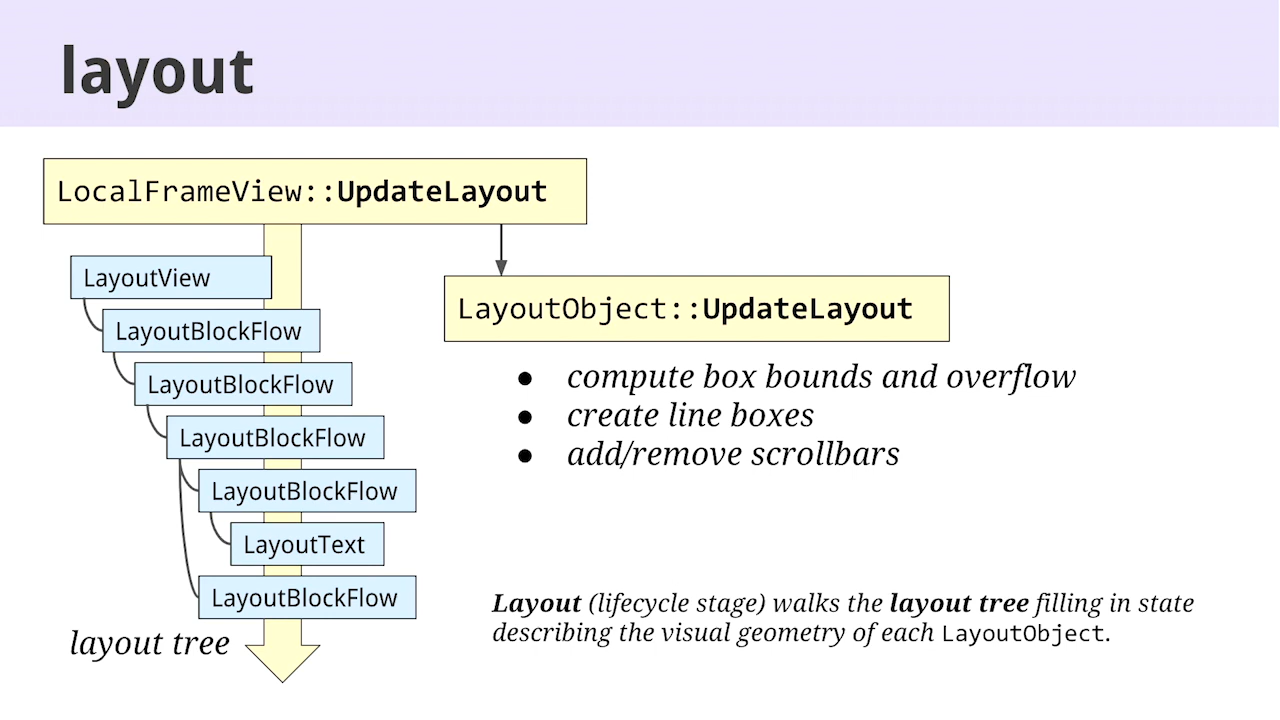 layout
LocalFrameView::UpdateLayout
LayoutView
LayoutBlockFlow
LayoutBlockFlow
LayoutBlockFlow
LayoutBlockFlow
LayoutText
LayoutBlockFlow
layout tree
LayoutObject::UpdateLayout
● compute box bounds and overflow
● create line boxes
● add/remove scrollbars
Layout (lifecycle stage) walks the layout tree filling in state
describing the visual geometry of each LayoutObject.